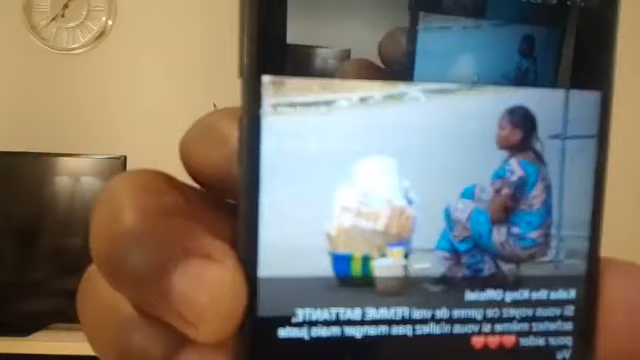 Kaba the King Officiel
Si vous voyez ce genre de vrai FEMME BATTANTE,
achetez même si vous n'allez pas manger mais juste
pour aider